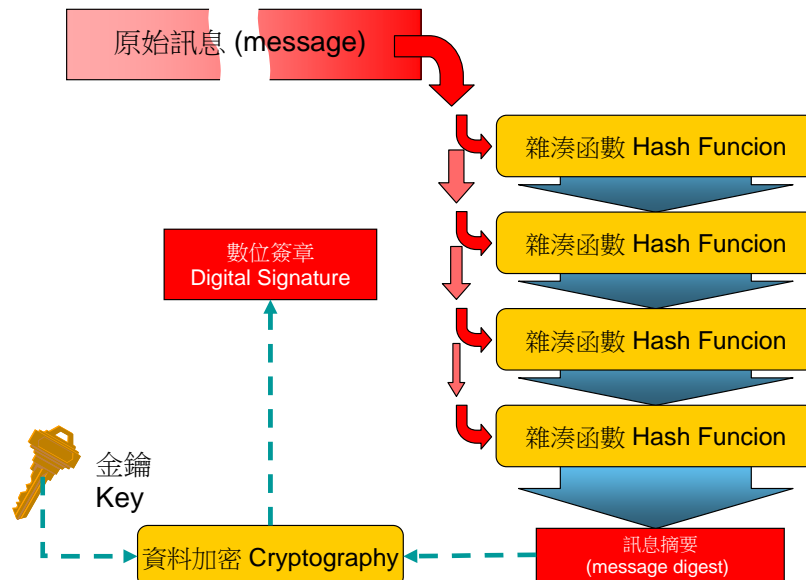 原始訊息 (message)
雜湊函數 Hash Funcion
雜湊函數 Hash Funcion
數位簽章
Digital Signature
雜湊函數 Hash Funcion
雜湊函數 Hash Funcion
金鑰
Key
資料加密 Cryptography
訊息摘要
(message digest)